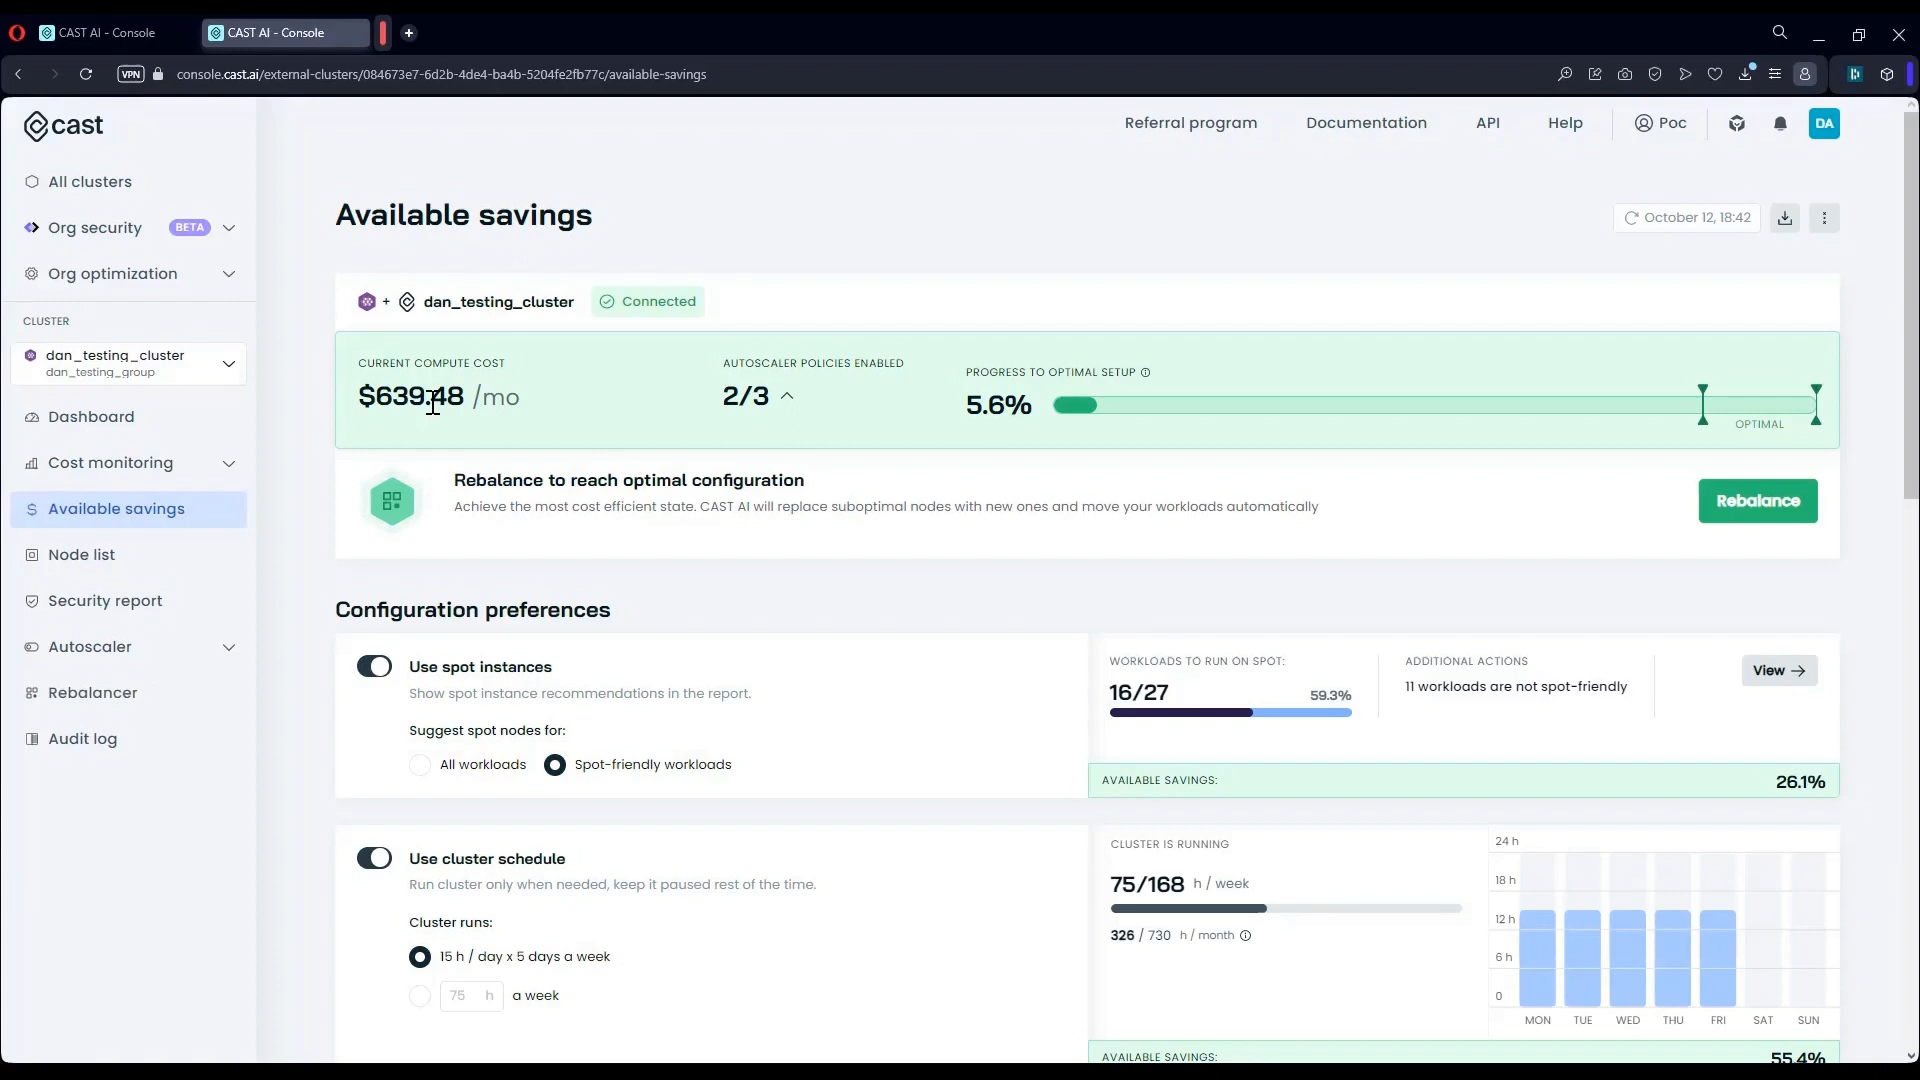 CAST AI - Console
CAST AI - Console
VPN
console.cast.ai/external-clusters/084673e7-6d2b-4de4-ba4b-5204fe2fb77c/available-savings
cast
Referral program
Documentation
API
Help
Poc
DA
All clusters
Org security
BETA
Org optimization
CLUSTER
dan_testing_cluster
dan_testing_group
Dashboard
Cost monitoring
Available savings
Node list
Security report
Autoscaler
Rebalancer
Audit log
Available savings
October 12, 18:42
+
dan_testing_cluster
Connected
CURRENT COMPUTE COST
$639.48 /mo
AUTOSCALER POLICIES ENABLED
2/3
PROGRESS TO OPTIMAL SETUP
5.6%
OPTIMAL
Rebalance to reach optimal configuration
Achieve the most cost efficient state. CAST AI will replace suboptimal nodes with new ones and move your workloads automatically
Rebalance
Configuration preferences
Use spot instances
Show spot instance recommendations in the report.
Suggest spot nodes for:
All workloads
Spot-friendly workloads
WORKLOADS TO RUN ON SPOT:
16/27
59.3%
ADDITIONAL ACTIONS
11 workloads are not spot-friendly
View
AVAILABLE SAVINGS:
26.1%
Use cluster schedule
Run cluster only when needed, keep it paused rest of the time.
Cluster runs:
15 h / day x 5 days a week
75 h a week
CLUSTER IS RUNNING
75/168 h / week
326 / 730 h / month
24 h
18 h
12 h
6 h
0
MON TUE WED THU FRI SAT SUN
AVAILABLE SAVINGS:
55.4%